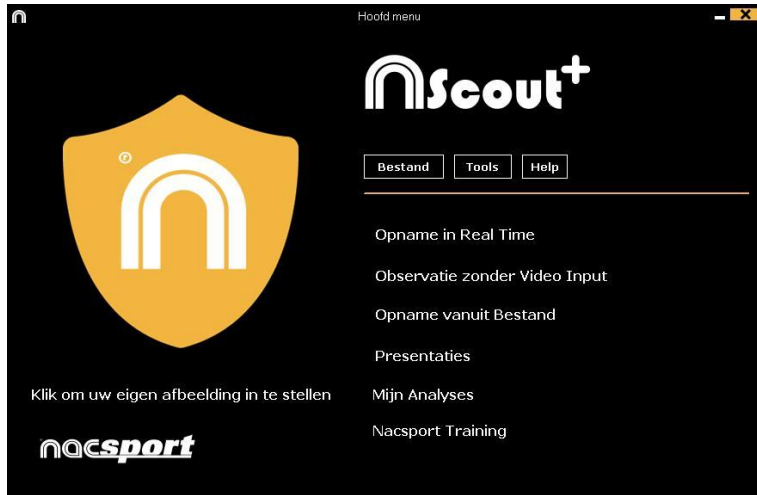 Hoofd menu
nScout+
Bestand
Tools
Help
Opname in Real Time
Observatie zonder Video Input
Opname vanuit Bestand
Presentaties
Klik om uw eigen afbeelding in te stellen
Mijn Analyses
Nacsport Training
nacsport